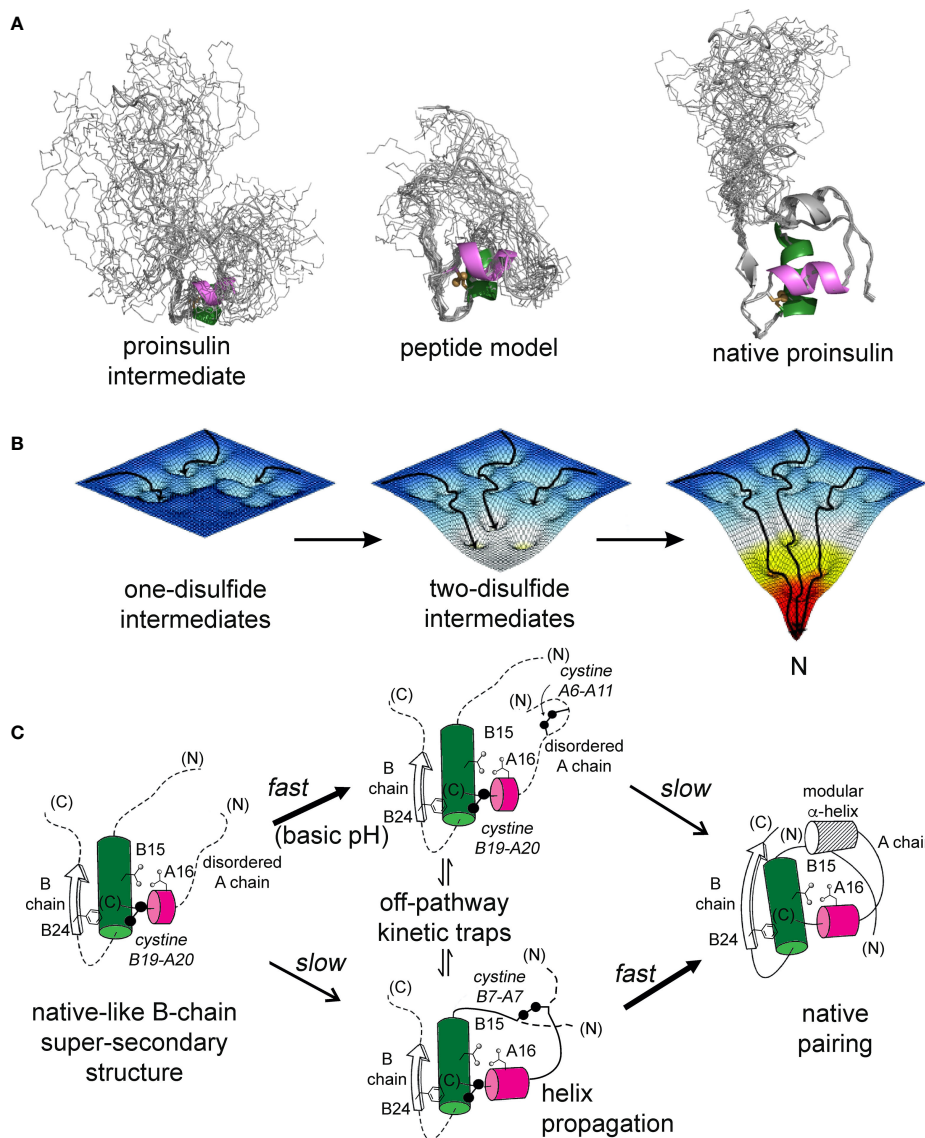 A
proinsulin
intermediate
peptide model
native proinsulin
B
one-disulfide
intermediates
two-disulfide
intermediates
N
C
(C)
(N)
(N)
B15
A16
disordered
A chain
B
chain
(C)
B24
cystine
B19-A20
native-like B-chain
super-secondary
structure
fast
(basic pH)
slow
(N)
cystine
A6-A11
(C)
(N)
B15
A16
disordered
A chain
B
chain
(C)
B24
cystine
B19-A20
off-pathway
kinetic traps
cystine
B7-A7
(N)
(C)
(N)
B15
A16
B
chain
(C)
B24
helix
propagation
slow
fast
modular
α-helix
(C)
(N)
A chain
B15
A16
B
chain
(C)
B24
(N)
native
pairing